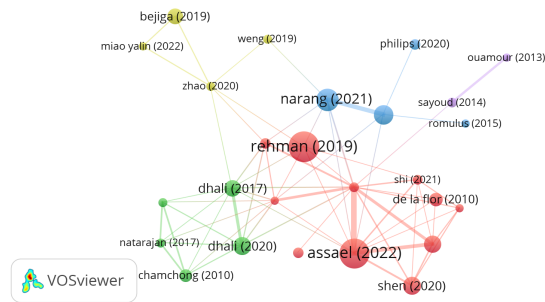 bejiga (2019)
miao yalin (2022)
weng (2019)
philips (2020)
ouamour (2013)
zhao (2020)
narang (2021)
sayoud (2014)
romulus (2015)
rehman (2019)
shi (2021)
dhali (2017)
de la flor (2010)
natarajan (2017)
dhali (2020)
assael (2022)
chamchong (2010)
shen (2020)
VOSviewer